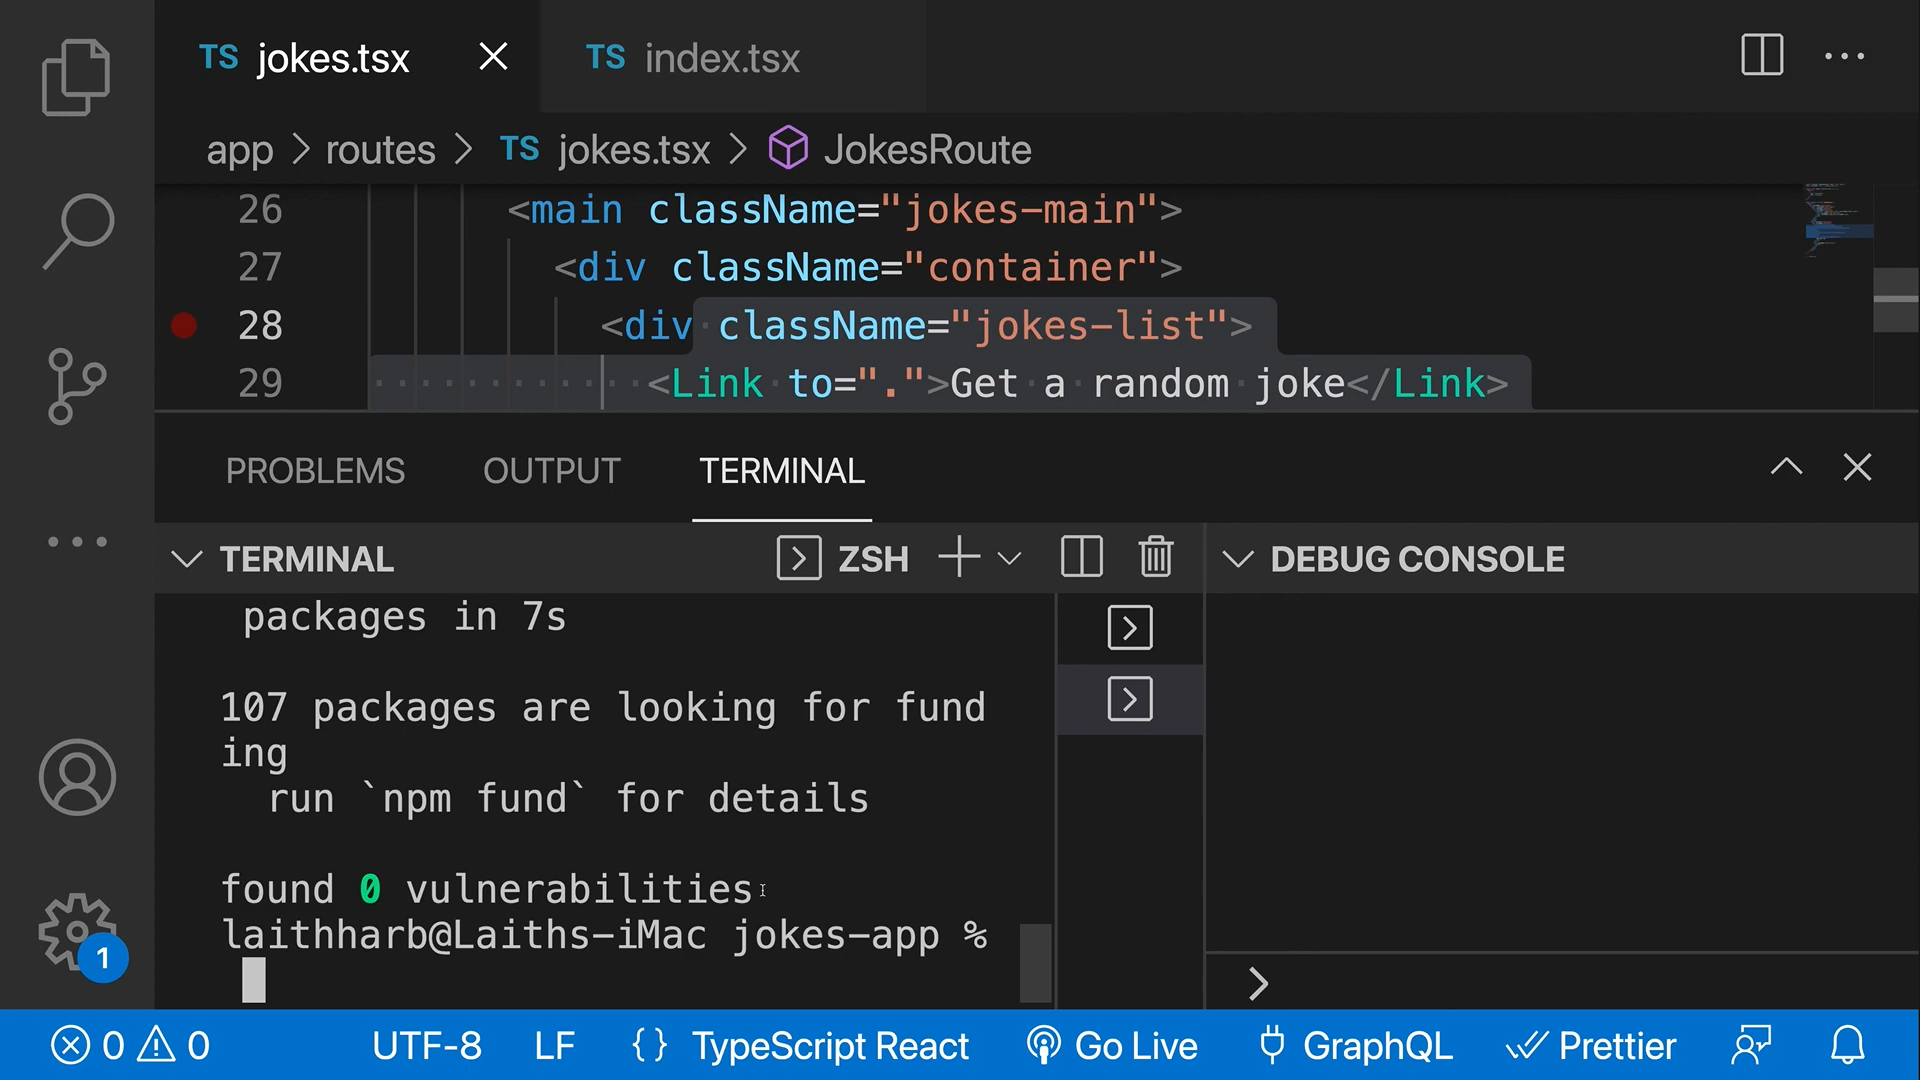 TS jokes.tsx
TS index.tsx
app > routes > TS jokes.tsx > JokesRoute
26 <main className="jokes-main">
27 <div className="container">
28 <div className="jokes-list">
29 <Link to=".">Get a random joke</Link>
PROBLEMS OUTPUT TERMINAL
TERMINAL ZSH
packages in 7s
107 packages are looking for fund
ing
run `npm fund` for details
found 0 vulnerabilities
laithharb@Laiths-iMac jokes-app %
DEBUG CONSOLE
>
1
0 0 UTF-8 LF {} TypeScript React Go Live GraphQL Prettier